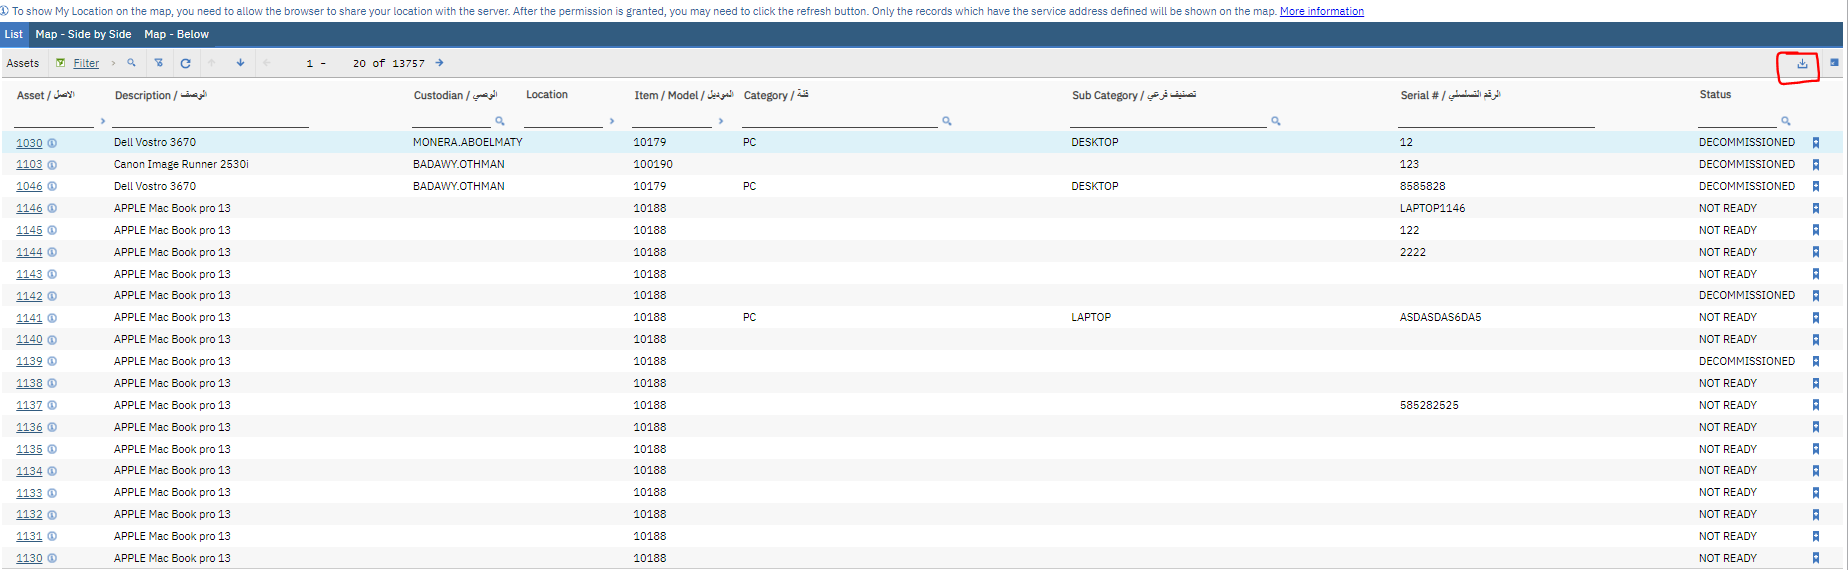 To show My Location on the map, you need to allow the browser to share your location with the server. After the permission is granted, you may need to click the refresh button. Only the records which have the service address defined will be shown on the map. More information
List Map - Side by Side Map - Below
Assets Filter 1 - 20 of 13757
Asset / الاصل Description / الوصف Custodian / الوصي Location Item / Model / الموديل Category / فئة Sub Category / تصنيف فرعي Serial # / الرقم التسلسلي Status
1030 Dell Vostro 3670 MONERA.ABOELMATY 10179 PC DESKTOP 12 DECOMMISSIONED
1103 Canon Image Runner 2530i BADAWY.OTHMAN 100190 123 DECOMMISSIONED
1046 Dell Vostro 3670 BADAWY.OTHMAN 10179 PC DESKTOP 8585828 DECOMMISSIONED
1146 APPLE Mac Book pro 13 10188 LAPTOP1146 NOT READY
1145 APPLE Mac Book pro 13 10188 122 NOT READY
1144 APPLE Mac Book pro 13 10188 2222 NOT READY
1143 APPLE Mac Book pro 13 10188 NOT READY
1142 APPLE Mac Book pro 13 10188 DECOMMISSIONED
1141 APPLE Mac Book pro 13 10188 PC LAPTOP ASDASDAS6DA5 NOT READY
1140 APPLE Mac Book pro 13 10188 NOT READY
1139 APPLE Mac Book pro 13 10188 DECOMMISSIONED
1138 APPLE Mac Book pro 13 10188 NOT READY
1137 APPLE Mac Book pro 13 10188 585282525 NOT READY
1136 APPLE Mac Book pro 13 10188 NOT READY
1135 APPLE Mac Book pro 13 10188 NOT READY
1134 APPLE Mac Book pro 13 10188 NOT READY
1133 APPLE Mac Book pro 13 10188 NOT READY
1132 APPLE Mac Book pro 13 10188 NOT READY
1131 APPLE Mac Book pro 13 10188 NOT READY
1130 APPLE Mac Book pro 13 10188 NOT READY